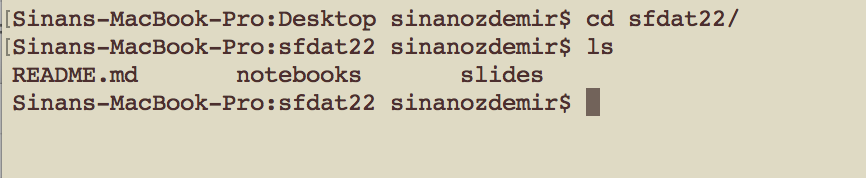 [Sinans-MacBook-Pro:Desktop sinanozdemir$ cd sfdat22/
[Sinans-MacBook-Pro:sfdat22 sinanozdemir$ ls
README.md notebooks slides
Sinans-MacBook-Pro:sfdat22 sinanozdemir$